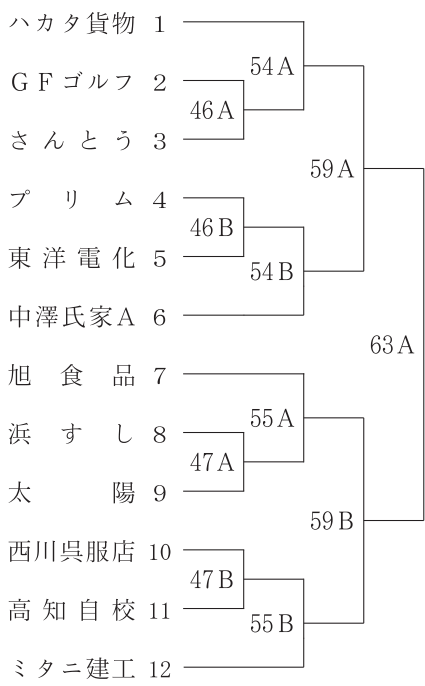 ハカタ貨物 1
54A
GFゴルフ 2
46A
さんとう 3
59A
プリム 4
46B
東洋電化 5
54B
中澤氏家A 6
63A
旭食品 7
55A
浜すし 8
47A
太陽 9
59B
西川呉服店 10
47B
高知自校 11
55B
ミタニ建工 12